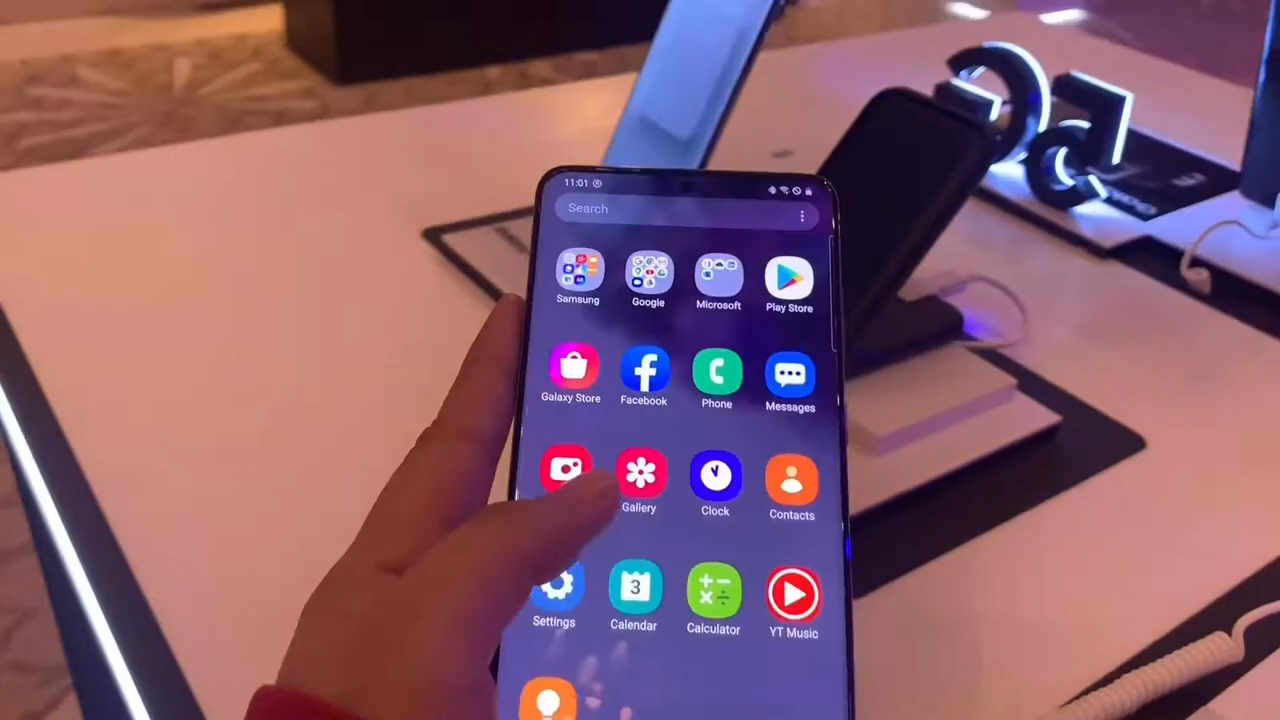 11:01
Search
Samsung
Google
Microsoft
Play Store
Galaxy Store
Facebook
Phone
Messages
Gallery
Clock
Contacts
Settings
3
Calendar
Calculator
YT Music
5G